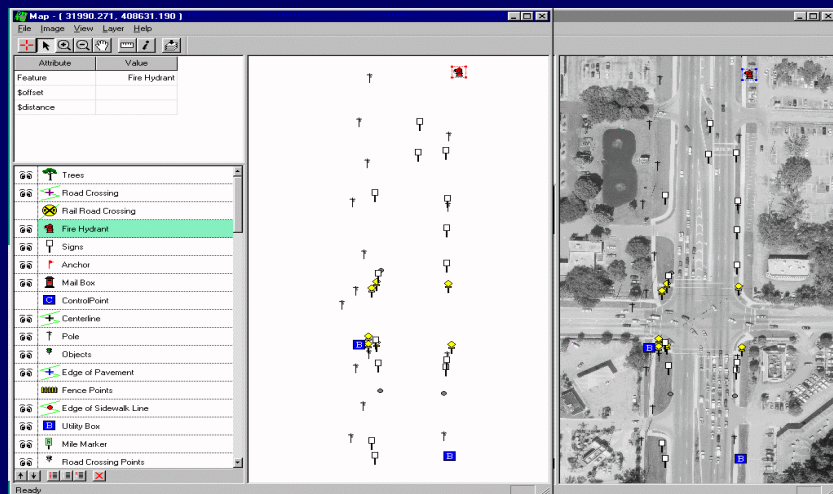 Map - ( 31990.271, 408631.190 )
File Image View Layer Help
Attribute Value
Feature Fire Hydrant
$offset
$distance
Trees
Road Crossing
Rail Road Crossing
Fire Hydrant
Signs
Anchor
Mail Box
C ControlPoint
Centerline
Pole
Objects
Edge of Pavement
Fence Points
Edge of Sidewalk Line
B Utility Box
Mile Marker
Road Crossing Points
B
B
B
B
Ready